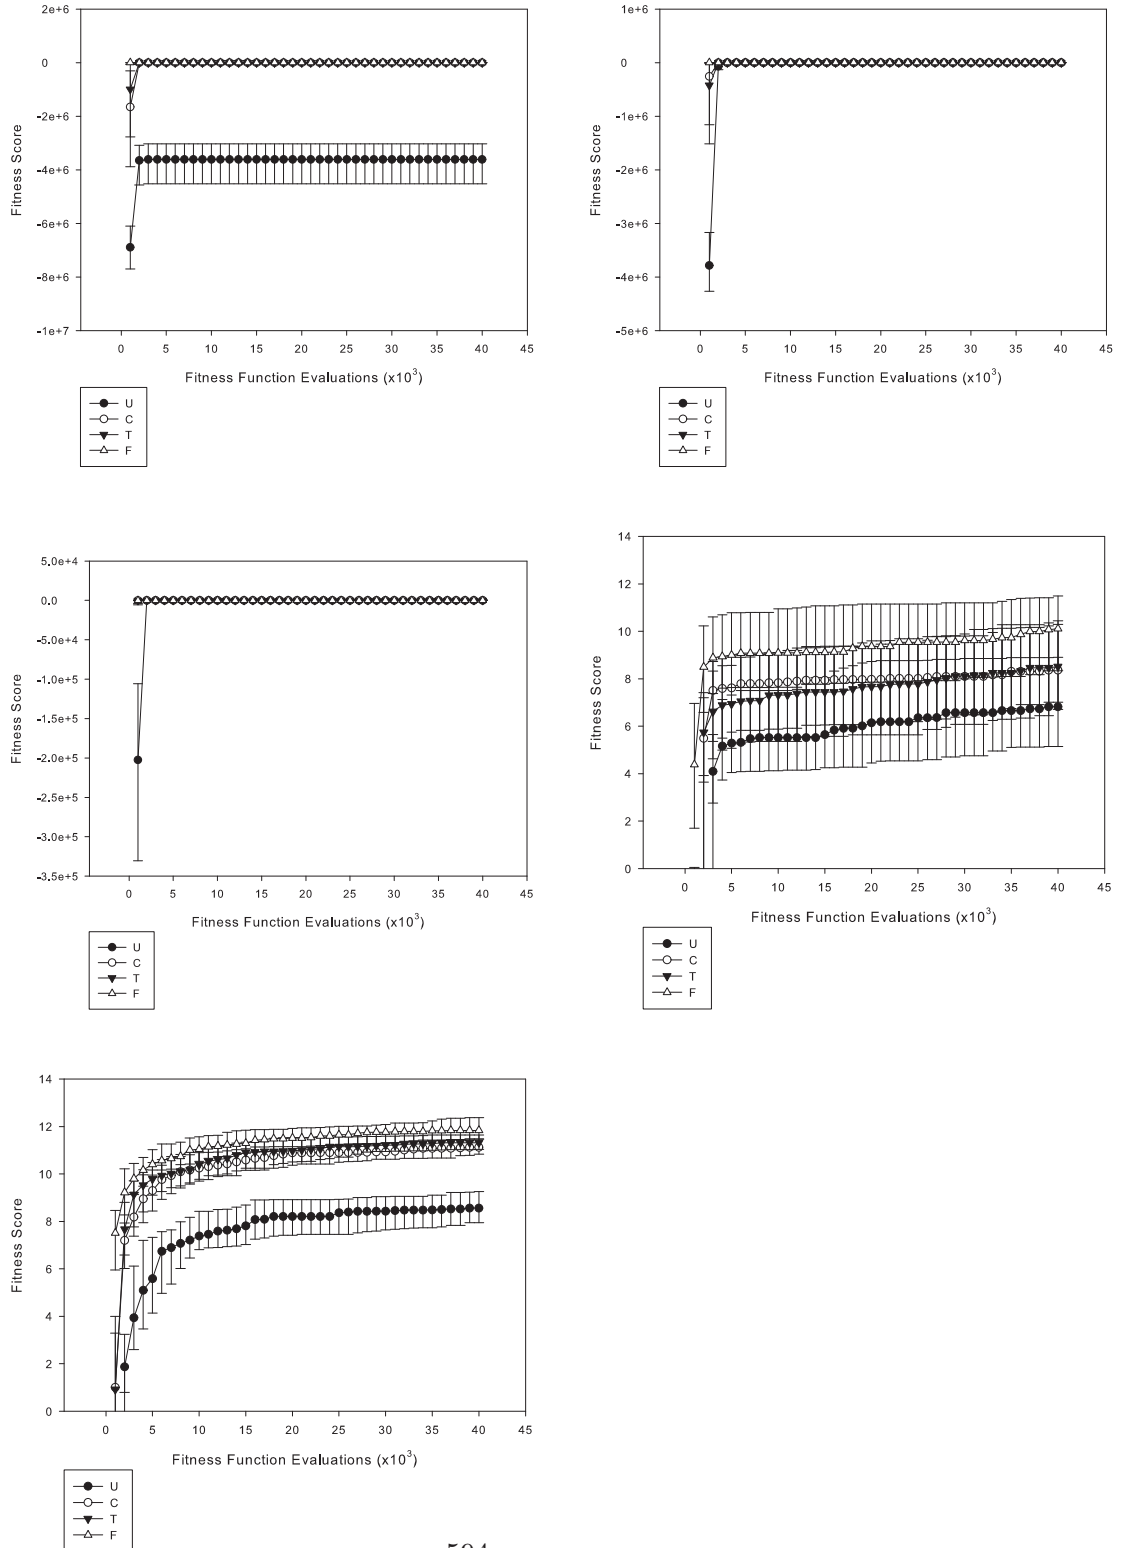 2e+6
0
-2e+6
-4e+6
-6e+6
-8e+6
-1e+7
Fitness Score
0 5 10 15 20 25 30 35 40 45
Fitness Function Evaluations (x10³)
U
C
T
F
1e+6
0
-1e+6
-2e+6
-3e+6
-4e+6
-5e+6
Fitness Score
0 5 10 15 20 25 30 35 40 45
Fitness Function Evaluations (x10³)
U
C
T
F
5.0e+4
0.0
-5.0e+4
-1.0e+5
-1.5e+5
-2.0e+5
-2.5e+5
-3.0e+5
-3.5e+5
Fitness Score
0 5 10 15 20 25 30 35 40 45
Fitness Function Evaluations (x10³)
U
C
T
F
14
12
10
8
6
4
2
0
Fitness Score
0 5 10 15 20 25 30 35 40 45
Fitness Function Evaluations (x10³)
U
C
T
F
14
12
10
8
6
4
2
0
Fitness Score
0 5 10 15 20 25 30 35 40 45
Fitness Function Evaluations (x10³)
U
C
T
F